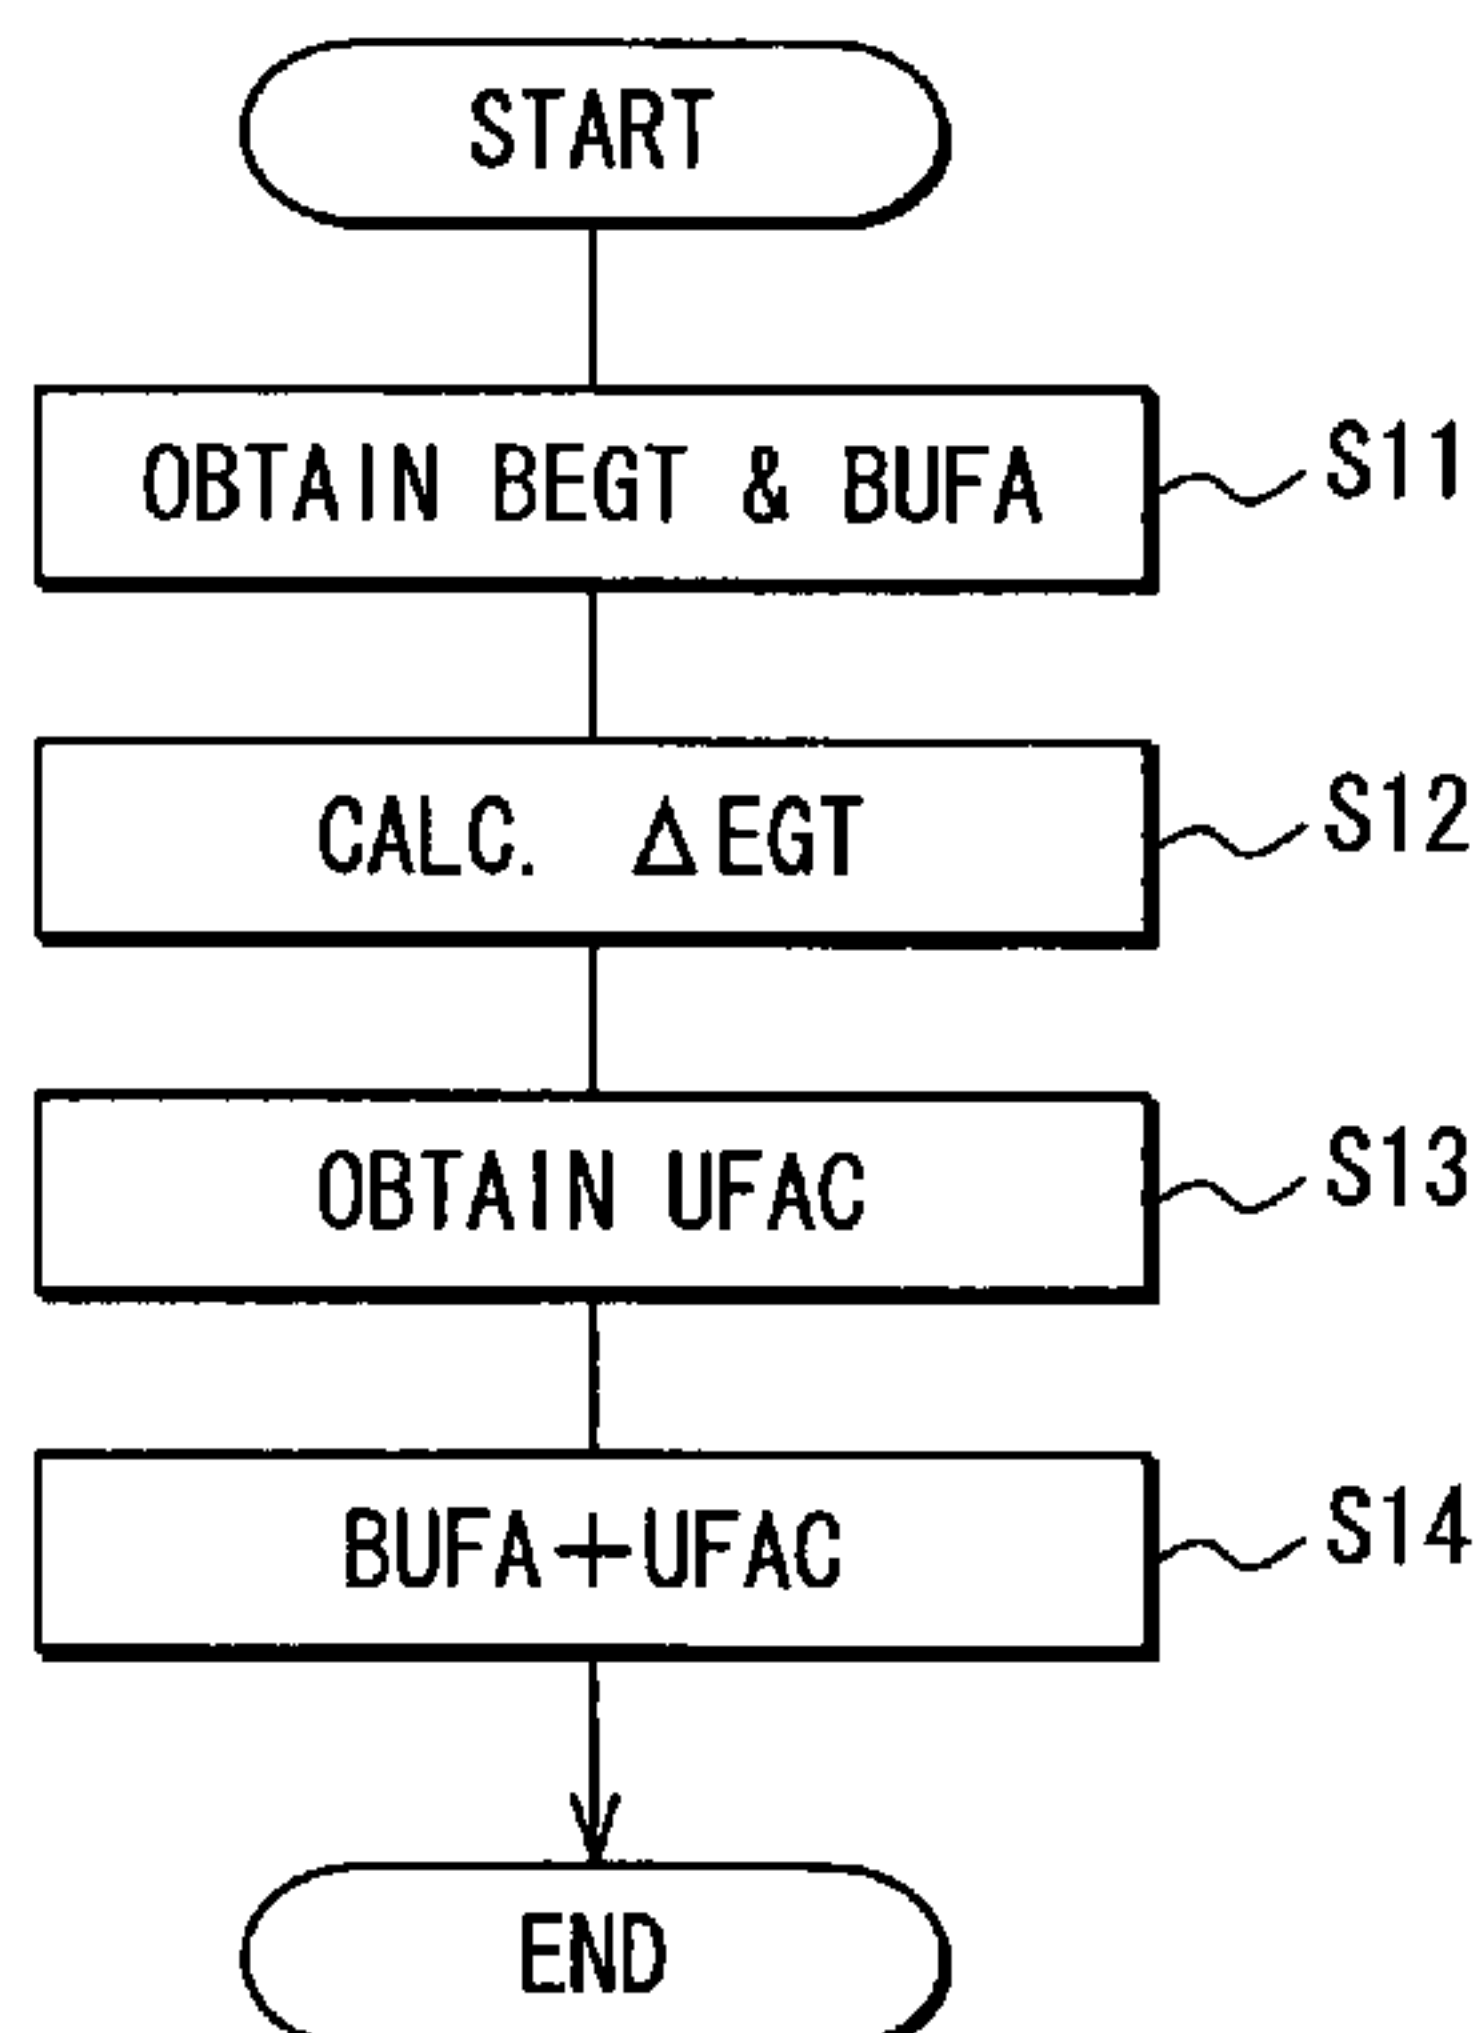 START
OBTAIN BEGT & BUFA
S11
CALC. ΔEGT
S12
OBTAIN UFAC
S13
BUFA+UFAC
S14
END